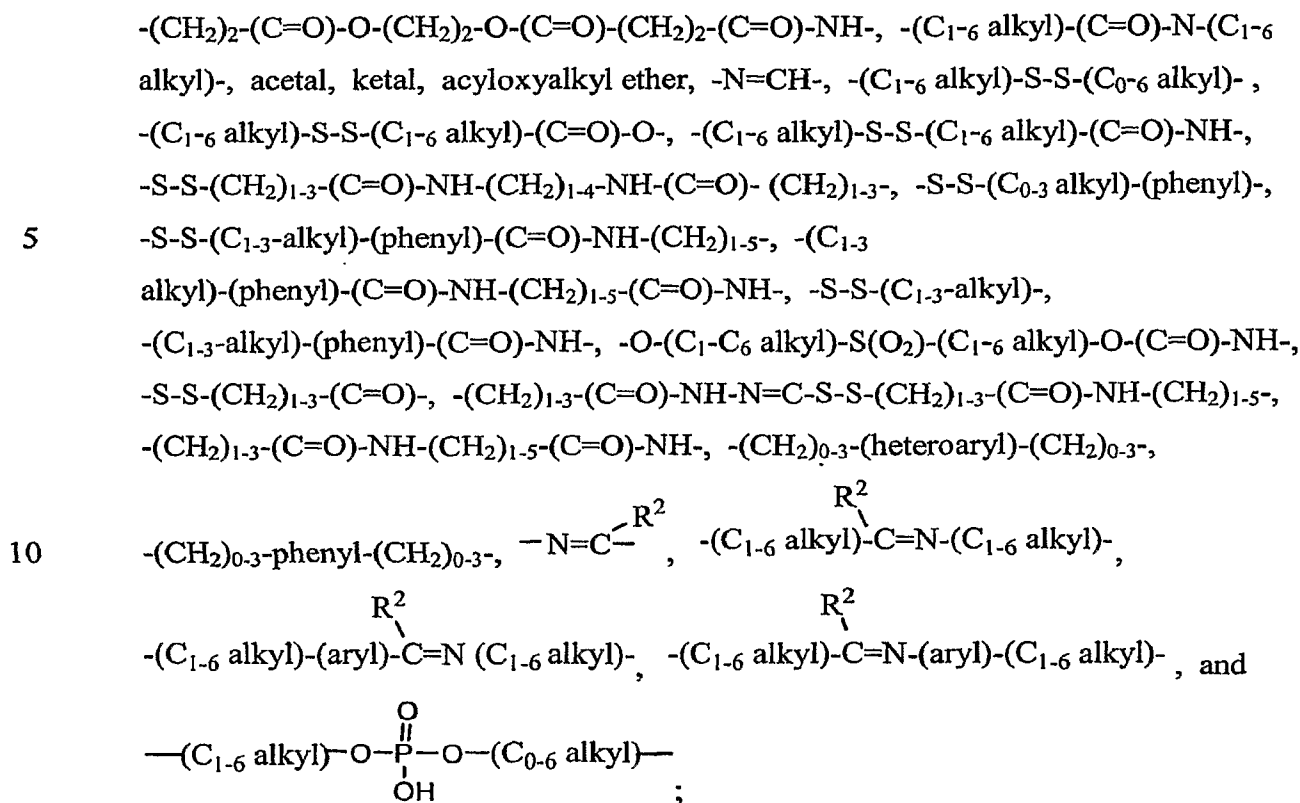 -(CH₂)₂-(C=O)-O-(CH₂)₂-O-(C=O)-(CH₂)₂-(C=O)-NH-, -(C₁₋₆ alkyl)-(C=O)-N-(C₁₋₆
alkyl)-, acetal, ketal, acyloxyalkyl ether, -N=CH-, -(C₁₋₆ alkyl)-S-S-(C₀₋₆ alkyl)- ,
-(C₁₋₆ alkyl)-S-S-(C₁₋₆ alkyl)-(C=O)-O-, -(C₁₋₆ alkyl)-S-S-(C₁₋₆ alkyl)-(C=O)-NH-,
-S-S-(CH₂)₁₋₃-(C=O)-NH-(CH₂)₁₋₄-NH-(C=O)- (CH₂)₁₋₃-, -S-S-(C₀₋₃ alkyl)-(phenyl)-,
5 -S-S-(C₁₋₃-alkyl)-(phenyl)-(C=O)-NH-(CH₂)₁₋₅-, -(C₁₋₃
alkyl)-(phenyl)-(C=O)-NH-(CH₂)₁₋₅-(C=O)-NH-, -S-S-(C₁₋₃-alkyl)-,
-(C₁₋₃-alkyl)-(phenyl)-(C=O)-NH-, -O-(C₁-C₆ alkyl)-S(O₂)-(C₁₋₆ alkyl)-O-(C=O)-NH-,
-S-S-(CH₂)₁₋₃-(C=O)-, -(CH₂)₁₋₃-(C=O)-NH-N=C-S-S-(CH₂)₁₋₃-(C=O)-NH-(CH₂)₁₋₅-,
-(CH₂)₁₋₃-(C=O)-NH-(CH₂)₁₋₅-(C=O)-NH-, -(CH₂)₀₋₃-(heteroaryl)-(CH₂)₀₋₃-,
R² R²
10 -(CH₂)₀₋₃-phenyl-(CH₂)₀₋₃-, -N=C- , -(C₁₋₆ alkyl)-C=N-(C₁₋₆ alkyl)- ,
R² R²
-(C₁₋₆ alkyl)-(aryl)-C=N (C₁₋₆ alkyl)- , -(C₁₋₆ alkyl)-C=N-(aryl)-(C₁₋₆ alkyl)- , and
O
—(C₁₋₆ alkyl)-O-P-O-(C₀₋₆ alkyl)—
OH ;